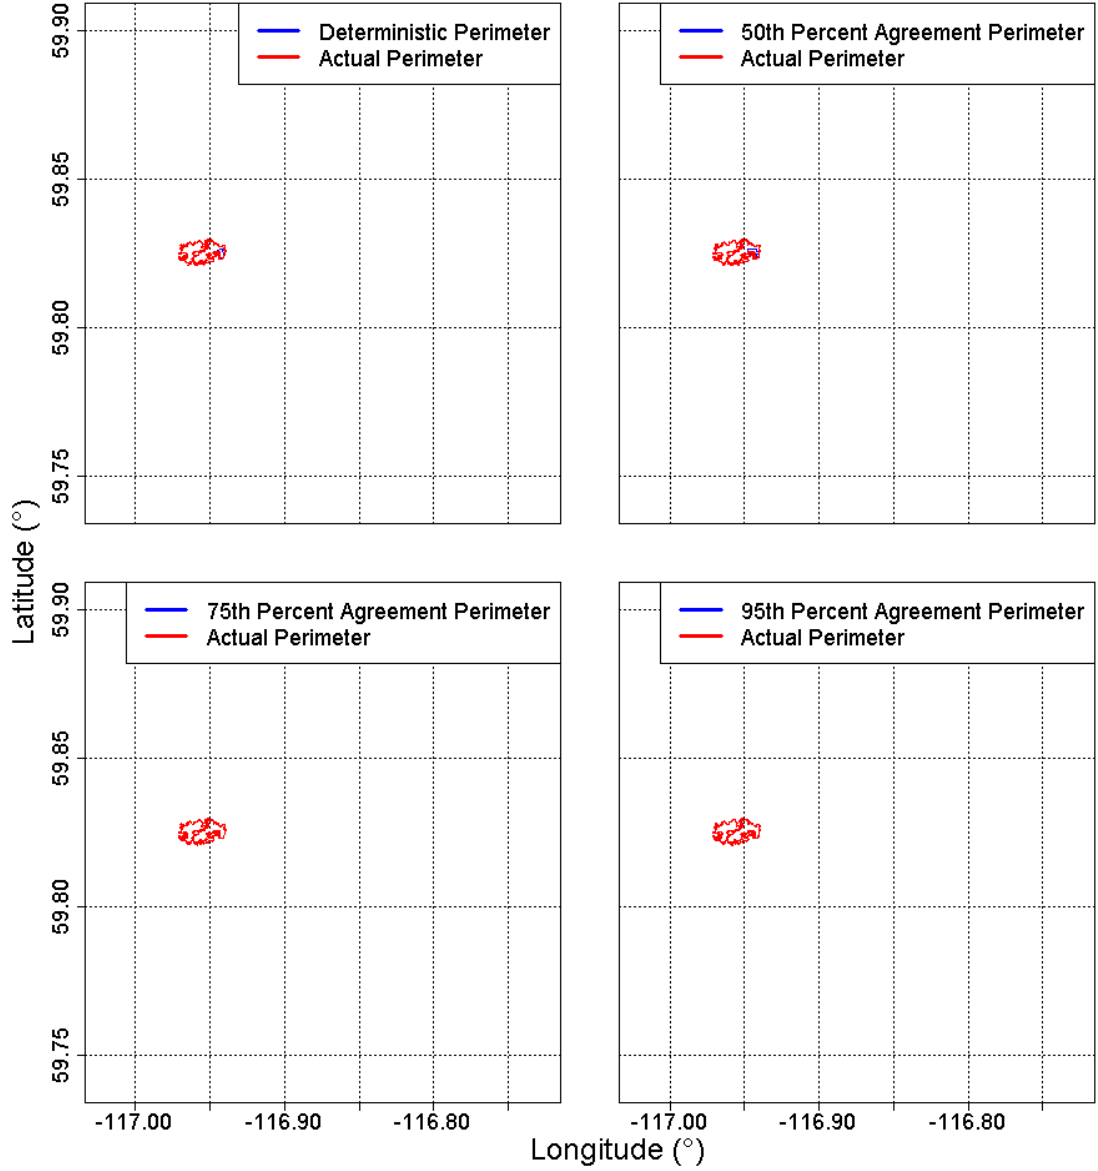 Deterministic Perimeter
Actual Perimeter
50th Percent Agreement Perimeter
Actual Perimeter
59.90
59.85
59.80
59.75
75th Percent Agreement Perimeter
Actual Perimeter
95th Percent Agreement Perimeter
Actual Perimeter
59.90
59.85
59.80
59.75
Latitude (°)
-117.00 -116.90 -116.80
-117.00 -116.90 -116.80
Longitude (°)